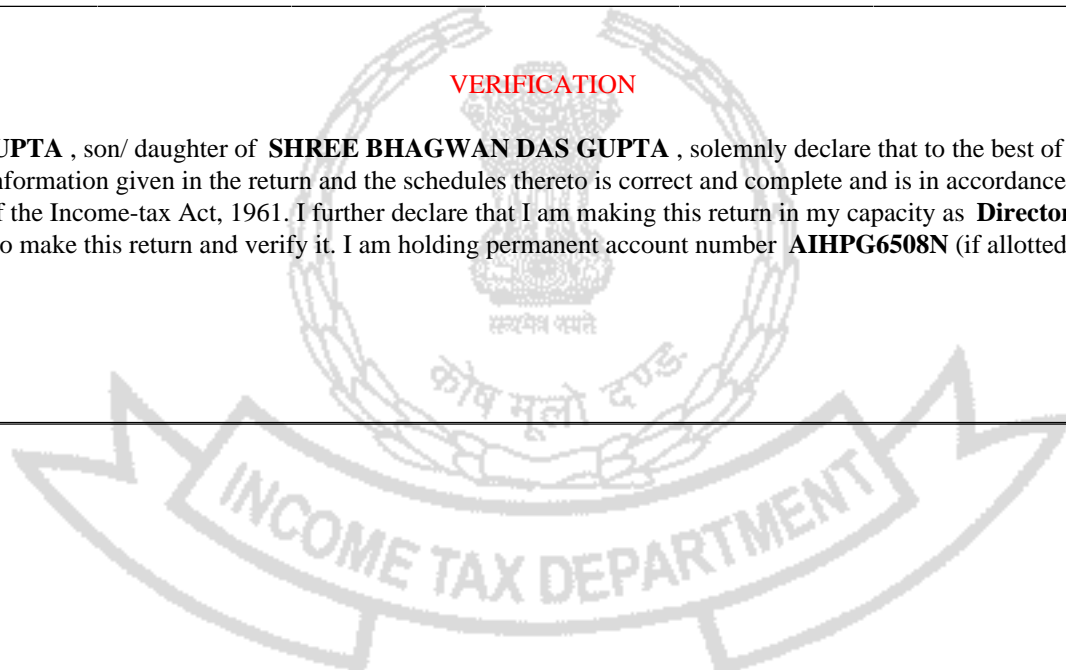 VERIFICATION
UPTA , son/ daughter of SHREE BHAGWAN DAS GUPTA , solemnly declare that to the best of
nformation given in the return and the schedules thereto is correct and complete and is in accordance
f the Income-tax Act, 1961. I further declare that I am making this return in my capacity as Director
o make this return and verify it. I am holding permanent account number AIHPG6508N (if allotted
सत्यमेव जयते
कोष मूलो दण्ड
INCOME TAX DEPARTMENT